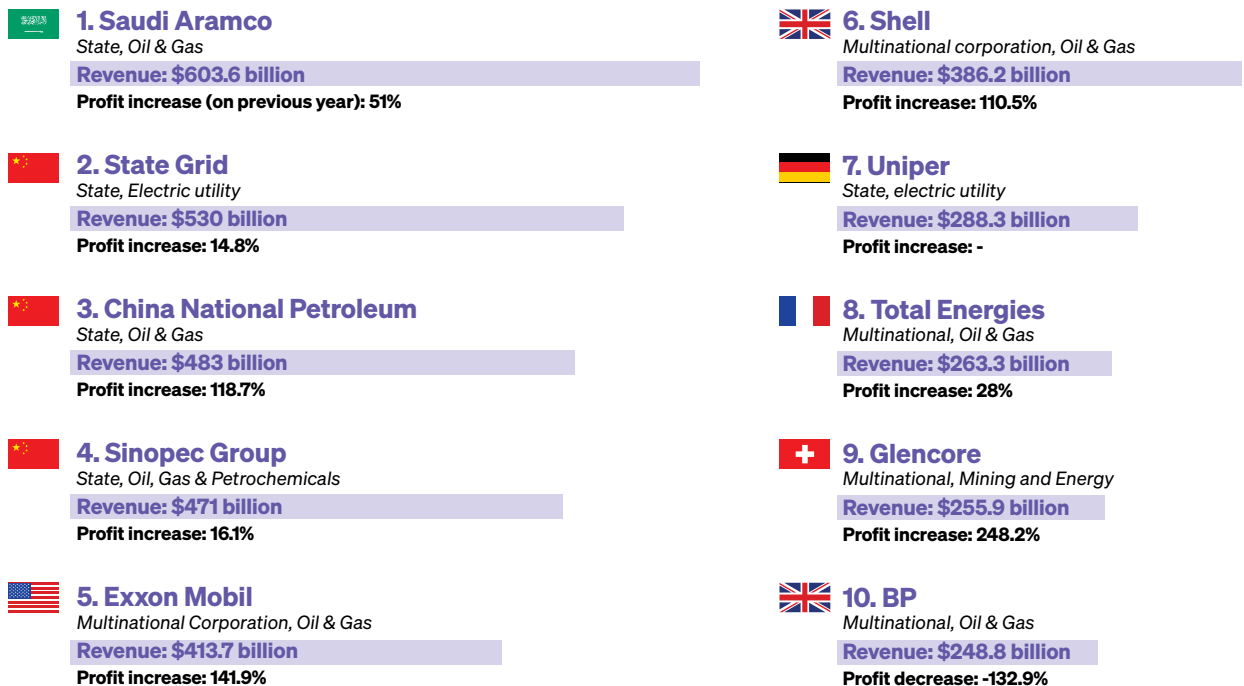 1. Saudi Aramco
State, Oil & Gas
Revenue: $603.6 billion
Profit increase (on previous year): 51%
2. State Grid
State, Electric utility
Revenue: $530 billion
Profit increase: 14.8%
3. China National Petroleum
State, Oil & Gas
Revenue: $483 billion
Profit increase: 118.7%
4. Sinopec Group
State, Oil, Gas & Petrochemicals
Revenue: $471 billion
Profit increase: 16.1%
5. Exxon Mobil
Multinational Corporation, Oil & Gas
Revenue: $413.7 billion
Profit increase: 141.9%
6. Shell
Multinational corporation, Oil & Gas
Revenue: $386.2 billion
Profit increase: 110.5%
7. Uniper
State, electric utility
Revenue: $288.3 billion
Profit increase: -
8. Total Energies
Multinational, Oil & Gas
Revenue: $263.3 billion
Profit increase: 28%
9. Glencore
Multinational, Mining and Energy
Revenue: $255.9 billion
Profit increase: 248.2%
10. BP
Multinational, Oil & Gas
Revenue: $248.8 billion
Profit decrease: -132.9%